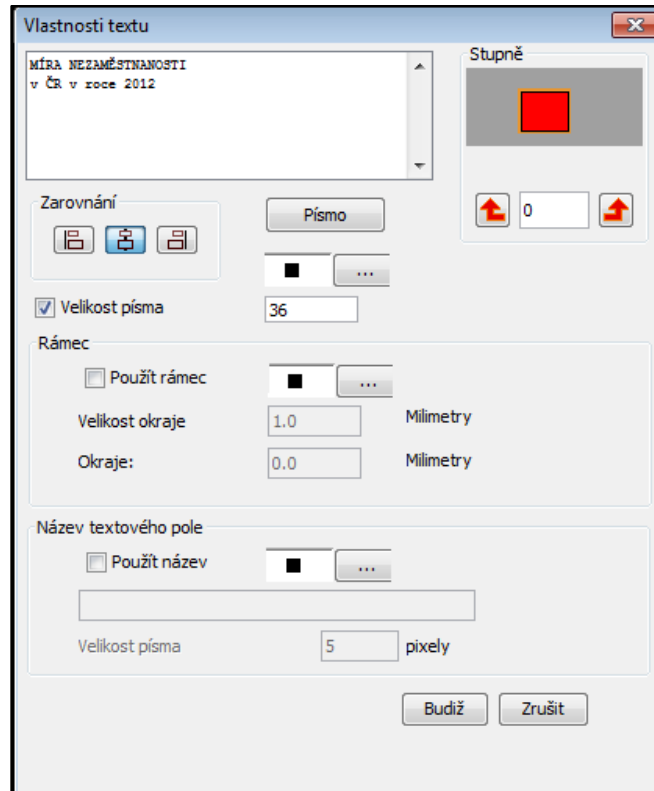 Vlastnosti textu
MÍRA NEZAMĚSTNANOSTI
v ČR v roce 2012
Stupně
0
Zarovnání
Písmo
...
Velikost písma
36
Rámec
Použít rámec
...
Velikost okraje
1.0
Milimetry
Okraje:
0.0
Milimetry
Název textového pole
Použít název
...
Velikost písma
5
pixely
Budiž
Zrušit